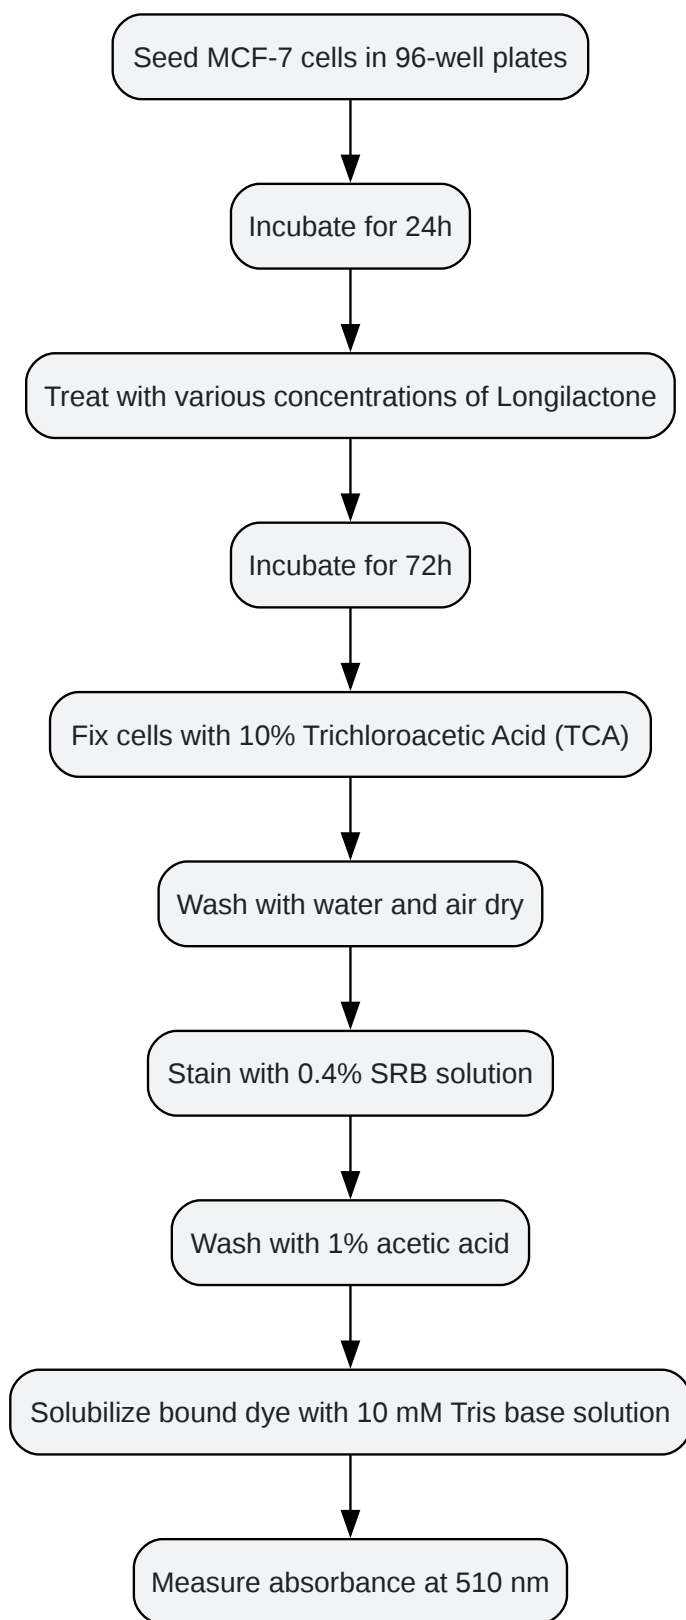 Seed MCF-7 cells in 96-well plates
Incubate for 24h
Treat with various concentrations of Longilactone
Incubate for 72h
Fix cells with 10% Trichloroacetic Acid (TCA)
Wash with water and air dry
Stain with 0.4% SRB solution
Wash with 1% acetic acid
Solubilize bound dye with 10 mM Tris base solution
Measure absorbance at 510 nm